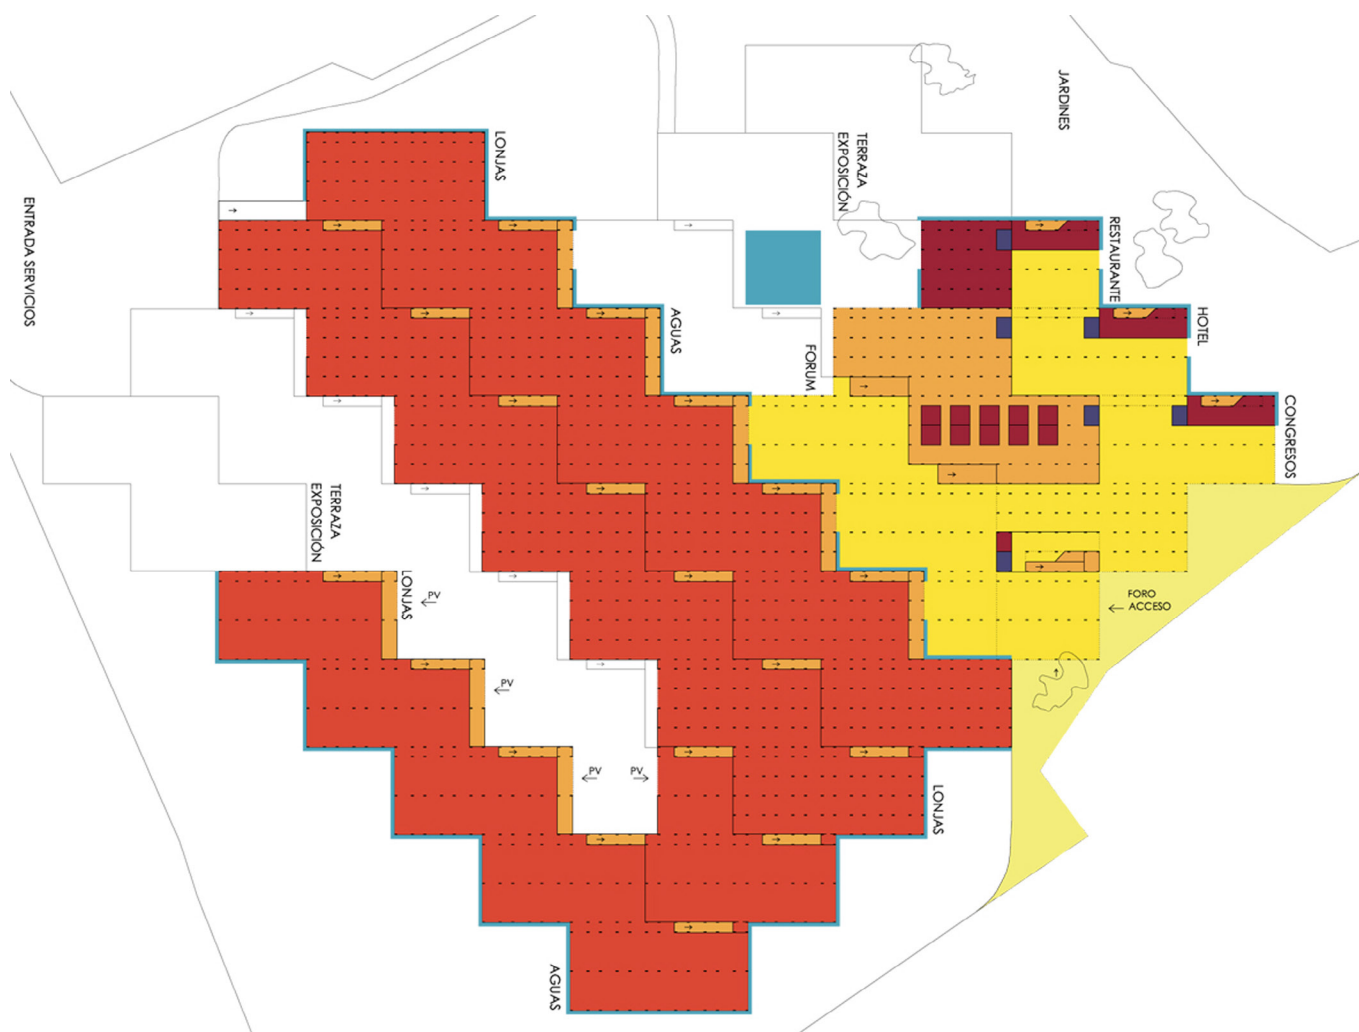 JARDINES
LONJAS
TERRAZA
EXPOSICIÓN
ENTRADA SERVICIOS
RESTAURANTE
AGUAS
FORUM
HOTEL
CONGRESOS
TERRAZA
EXPOSICIÓN
LONJAS
PV
FORO
ACCESO
PV
PV
PV
LONJAS
AGUAS